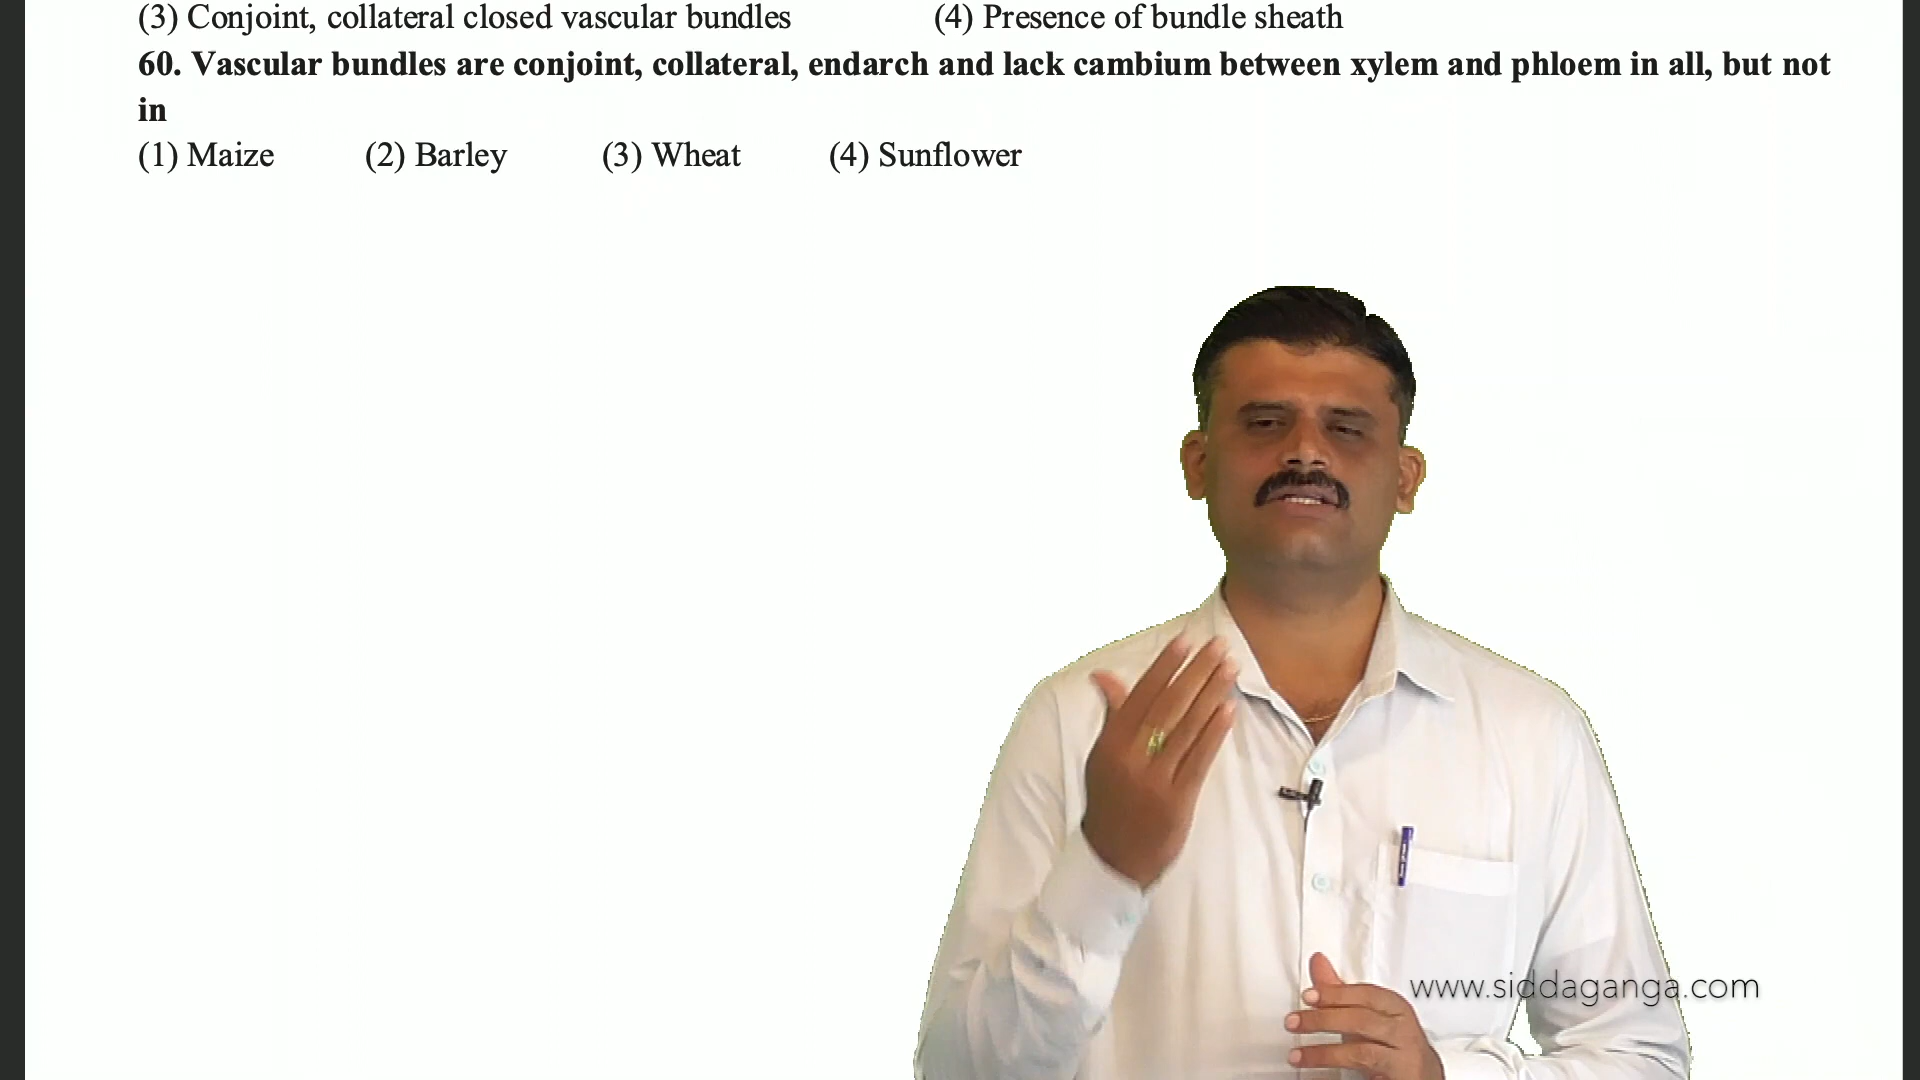 (3) Conjoint, collateral closed vascular bundles (4) Presence of bundle sheath
60. Vascular bundles are conjoint, collateral, endarch and lack cambium between xylem and phloem in all, but not
in
(1) Maize (2) Barley (3) Wheat (4) Sunflower
www.siddaganga.com